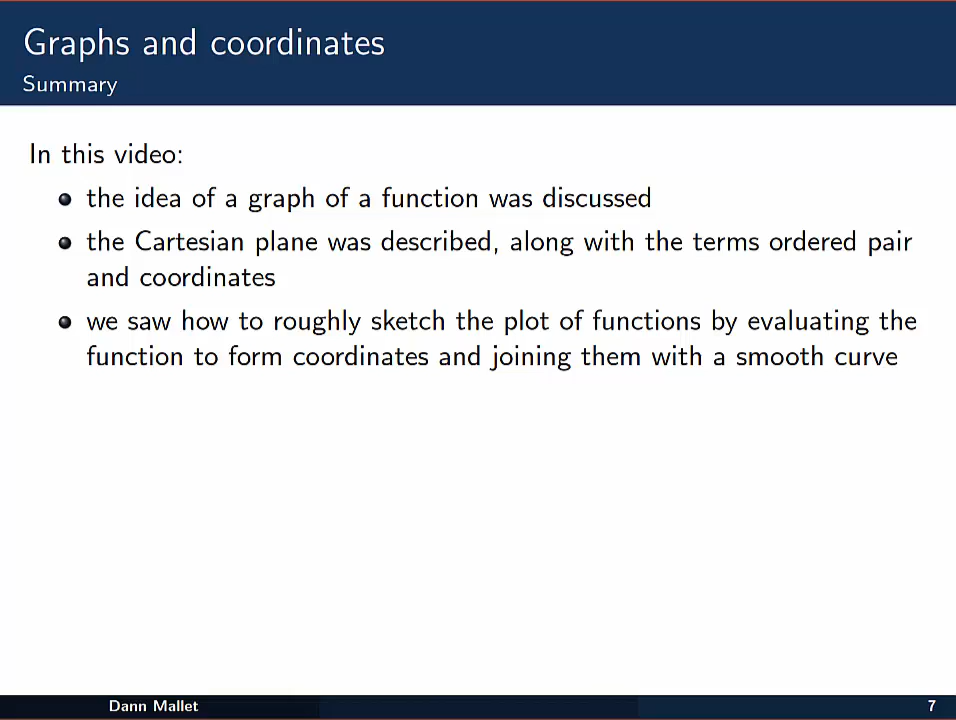 Graphs and coordinates
Summary
In this video:
the idea of a graph of a function was discussed
the Cartesian plane was described, along with the terms ordered pair
and coordinates
we saw how to roughly sketch the plot of functions by evaluating the
function to form coordinates and joining them with a smooth curve
Dann Mallet
7